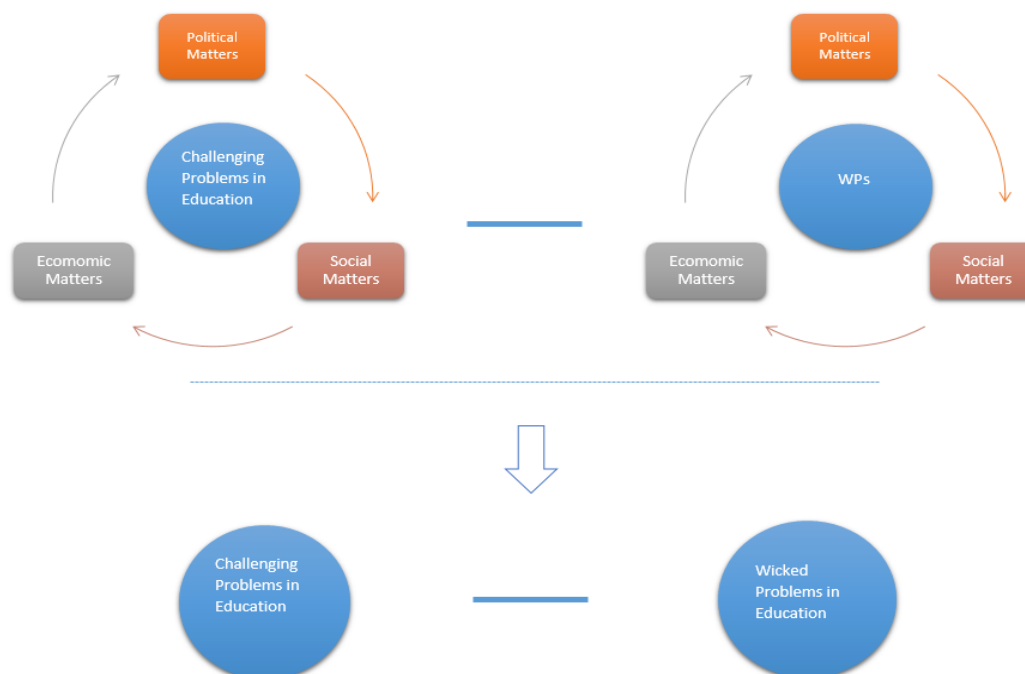 Political
Matters
Challenging
Problems in
Education
Ecomomic
Matters
Social
Matters
Political
Matters
WPs
Ecomomic
Matters
Social
Matters
Challenging
Problems in
Education
Wicked
Problems in
Education